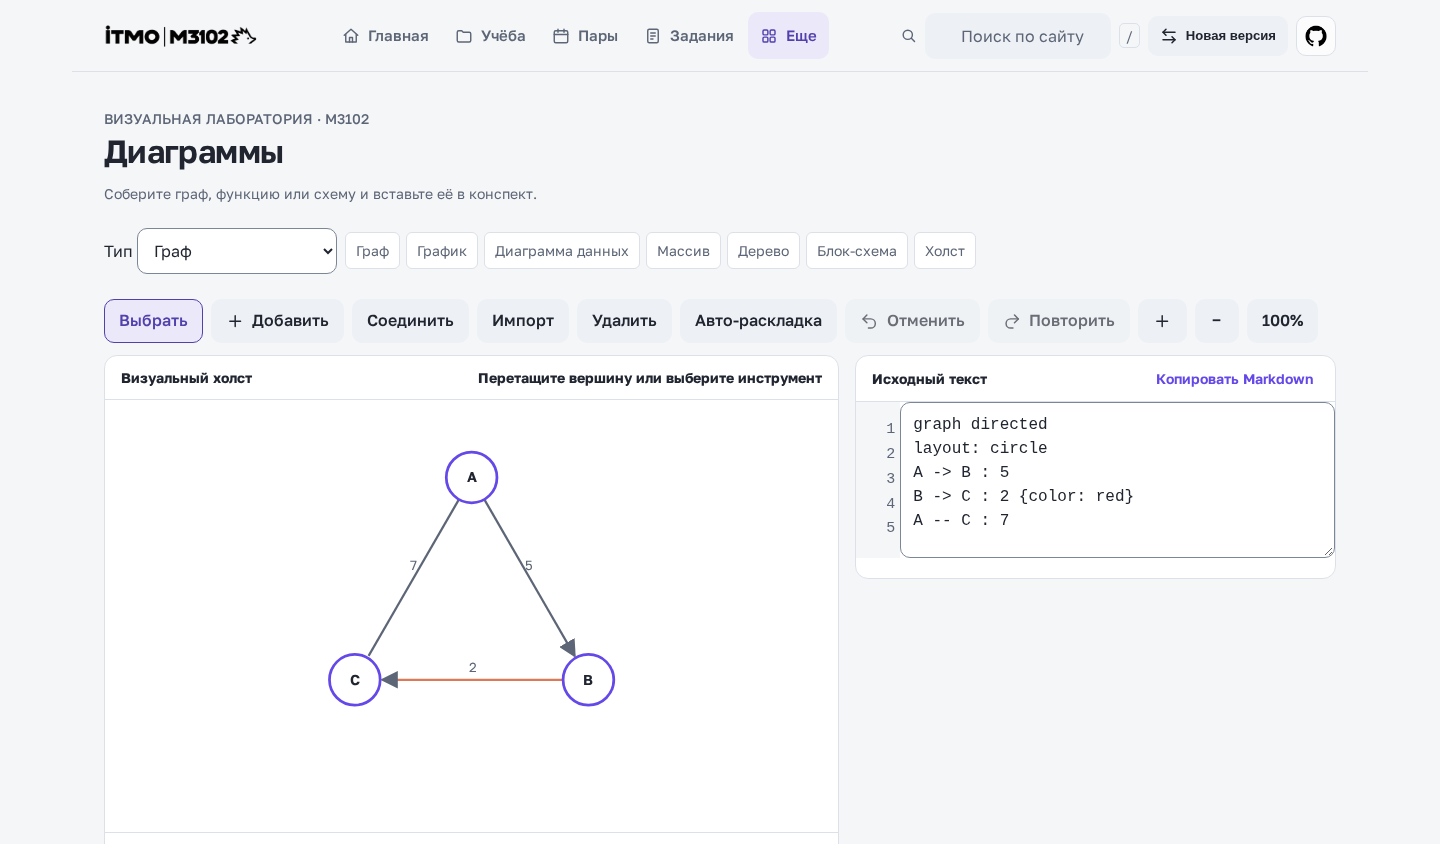 iTMO | M3102
Главная
Учёба
Пары
Задания
Еще
Поиск по сайту
/
Новая версия
ВИЗУАЛЬНАЯ ЛАБОРАТОРИЯ · М3102
Диаграммы
Соберите граф, функцию или схему и вставьте её в конспект.
Тип
Граф
Граф
График
Диаграмма данных
Массив
Дерево
Блок-схема
Холст
Выбрать
+ Добавить
Соединить
Импорт
Удалить
Авто-раскладка
Отменить
Повторить
+
−
100%
Визуальный холст
Перетащите вершину или выберите инструмент
A
7
5
2
C
B
Исходный текст
Копировать Markdown
1 graph directed
2 layout: circle
3 A -> B : 5
4 B -> C : 2 {color: red}
5 A -- C : 7